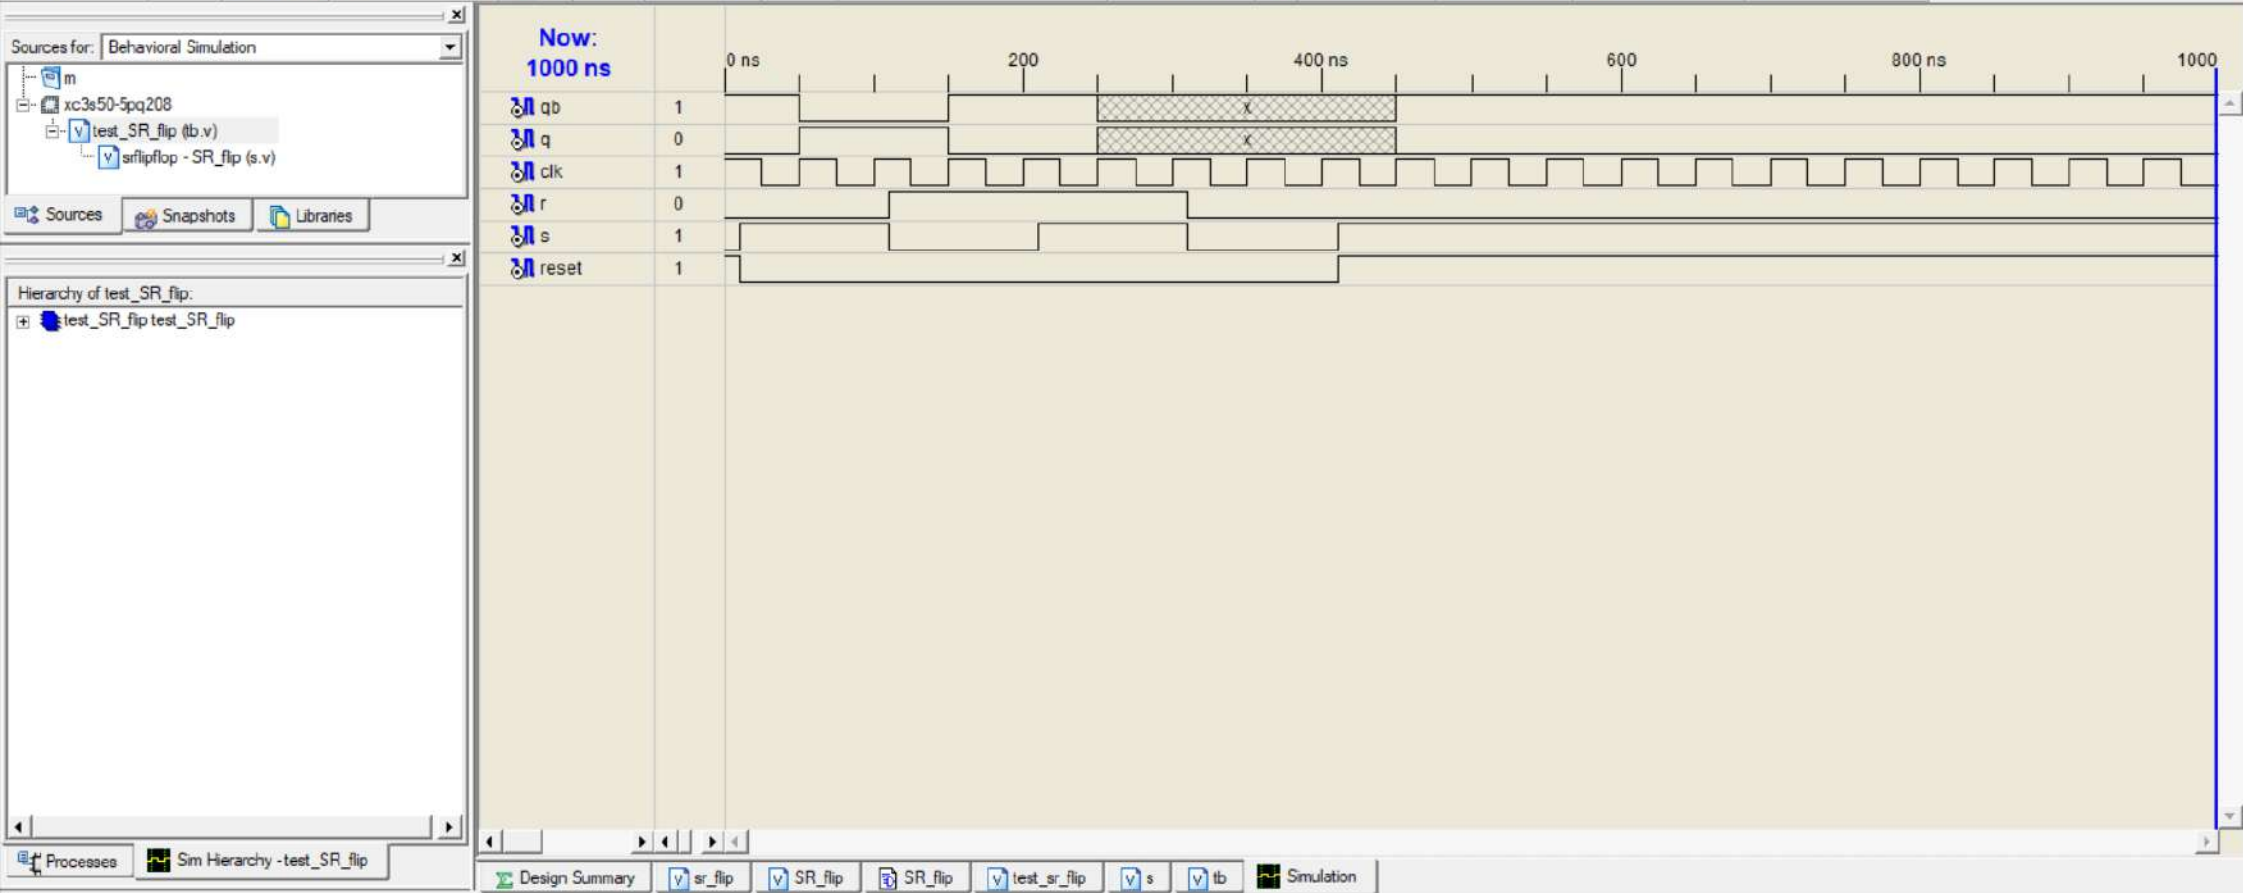 Sources for: Behavioral Simulation
m
xc3s50-5pq208
test_SR_flip (tb.v)
srflipflop - SR_flip (s.v)
Sources Snapshots Libraries
Hierarchy of test_SR_flip:
test_SR_flip test_SR_flip
Processes Sim Hierarchy - test_SR_flip
Now:
1000 ns
0 ns 200 400 ns 600 800 ns 1000
qb 1 x
q 0 x
clk 1
r 0
s 1
reset 1
Design Summary sr_flip SR_flip SR_flip test_sr_flip s tb Simulation